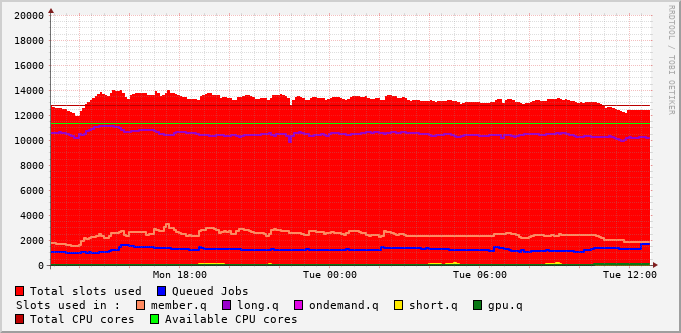 20000
18000
16000
14000
12000
10000
8000
6000
4000
2000
0
Mon 18:00 Tue 00:00 Tue 06:00 Tue 12:00
RRDTOOL / TOBI OETIKER
Total slots used Queued Jobs
Slots used in : member.q long.q ondemand.q short.q gpu.q
Total CPU cores Available CPU cores